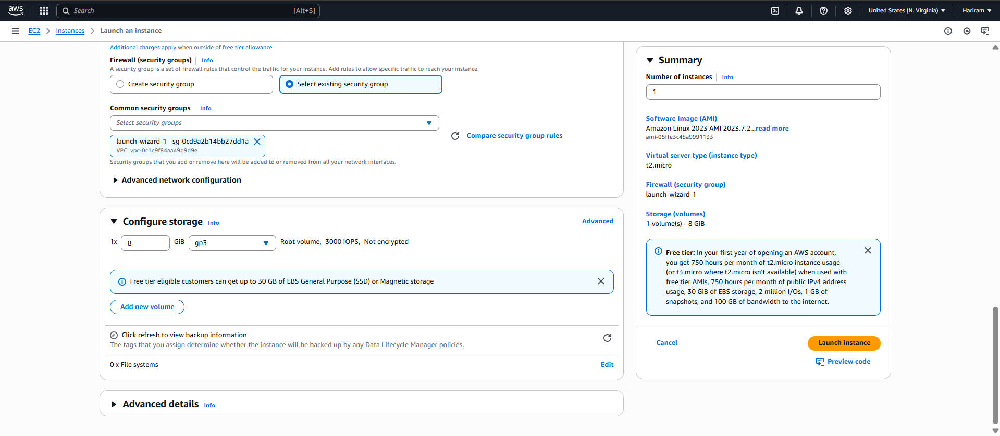 aws
Search [Alt+S]
United States (N. Virginia)
Hariram
EC2 Instances Launch an instance
Additional charges apply when outside of free tier allowance
Firewall (security groups) Info
A security group is a set of firewall rules that control the traffic for your instance. Add rules to allow specific traffic to reach your instance.
Create security group
Select existing security group
Common security groups Info
Select security groups
launch-wizard-1 sg-0cd9a2b14bb27dd1a
VPC: vpc-0c1e9f84aa49d9d9e
Compare security group rules
Security groups that you add or remove here will be added to or removed from all your network interfaces.
Advanced network configuration
Configure storage Info
Advanced
1x 8 GiB gp3 Root volume, 3000 IOPS, Not encrypted
Free tier eligible customers can get up to 30 GB of EBS General Purpose (SSD) or Magnetic storage
Add new volume
Click refresh to view backup information
The tags that you assign determine whether the instance will be backed up by any Data Lifecycle Manager policies.
0 x File systems
Edit
Advanced details Info
Summary
Number of instances Info
1
Software Image (AMI)
Amazon Linux 2023 AMI 2023.7.2...read more
ami-05ffe3c48a9991133
Virtual server type (instance type)
t2.micro
Firewall (security group)
launch-wizard-1
Storage (volumes)
1 volume(s) - 8 GiB
Free tier: In your first year of opening an AWS account,
you get 750 hours per month of t2.micro instance usage
(or t3.micro where t2.micro isn't available) when used with
free tier AMIs, 750 hours per month of public IPv4 address
usage, 30 GiB of EBS storage, 2 million I/Os, 1 GB of
snapshots, and 100 GB of bandwidth to the internet.
Cancel
Launch instance
Preview code